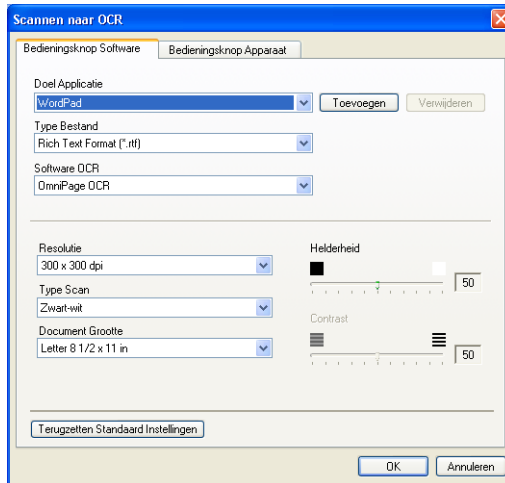 Scannen naar OCR
Bedieningsknop Software
Bedieningsknop Apparaat
Doel Applicatie
WordPad
Toevoegen
Verwijderen
Type Bestand
Rich Text Format (*.rtf)
Software OCR
OmniPage OCR
Resolutie
300 x 300 dpi
Type Scan
Zwart-wit
Document Grootte
Letter 8 1/2 x 11 in
Helderheid
50
Contrast
50
Terugzetten Standaard Instellingen
OK
Annuleren